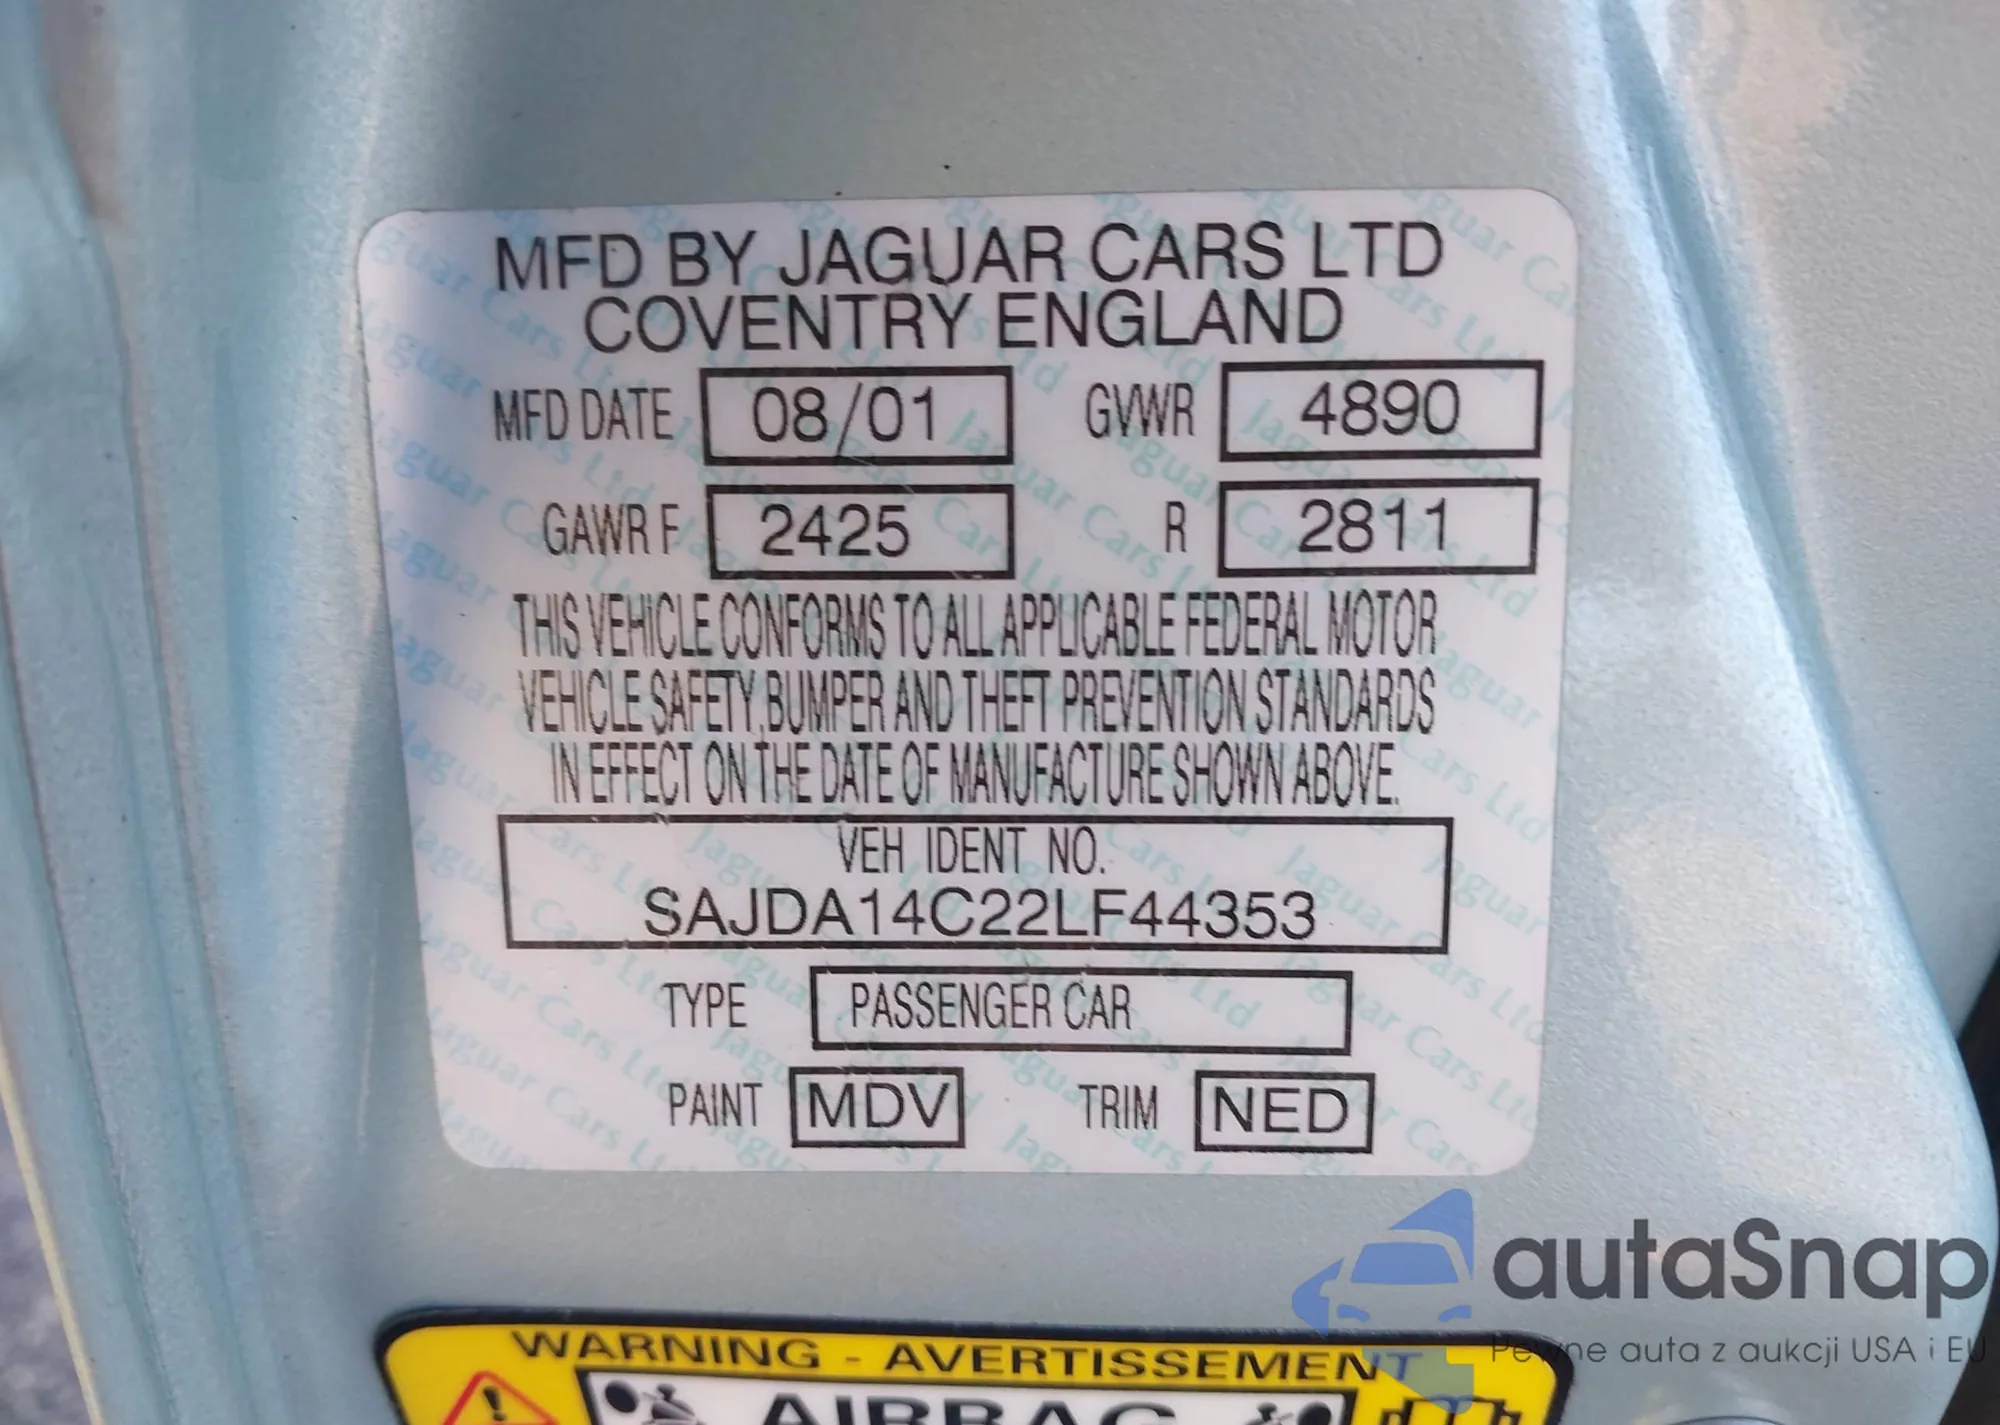 MFD BY JAGUAR CARS LTD
COVENTRY ENGLAND
MFD DATE 08/01 GVWR 4890
GAWR F 2425 R 2811
THIS VEHICLE CONFORMS TO ALL APPLICABLE FEDERAL MOTOR
VEHICLE SAFETY, BUMPER AND THEFT PREVENTION STANDARDS
IN EFFECT ON THE DATE OF MANUFACTURE SHOWN ABOVE.
VEH IDENT NO.
SAJDA14C22LF44353
TYPE PASSENGER CAR
PAINT MDV TRIM NED
autaSnap
Pewne auta z aukcji USA i EU
WARNING - AVERTISSEMENT
AIRBAG